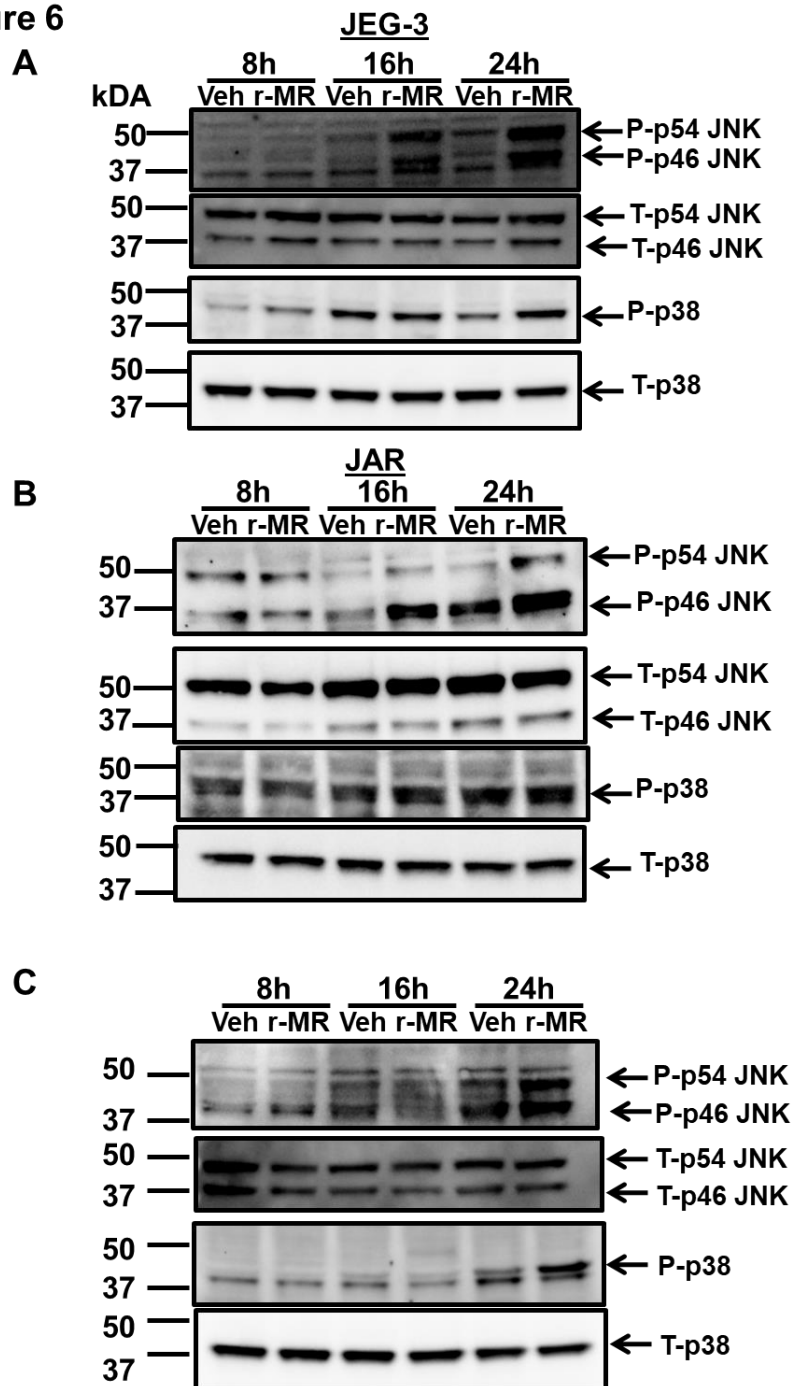 ure 6
JEG-3
A
8h 16h 24h
kDA Veh r-MR Veh r-MR Veh r-MR
50 P-p54 JNK
P-p46 JNK
37
50 T-p54 JNK
37 T-p46 JNK
50 P-p38
37
50 T-p38
37
JAR
B
8h 16h 24h
Veh r-MR Veh r-MR Veh r-MR
50 P-p54 JNK
37 P-p46 JNK
50 T-p54 JNK
37 T-p46 JNK
50
37 P-p38
50 T-p38
37
C
8h 16h 24h
Veh r-MR Veh r-MR Veh r-MR
50 P-p54 JNK
37 P-p46 JNK
50 T-p54 JNK
37 T-p46 JNK
50 P-p38
37
50 T-p38
37